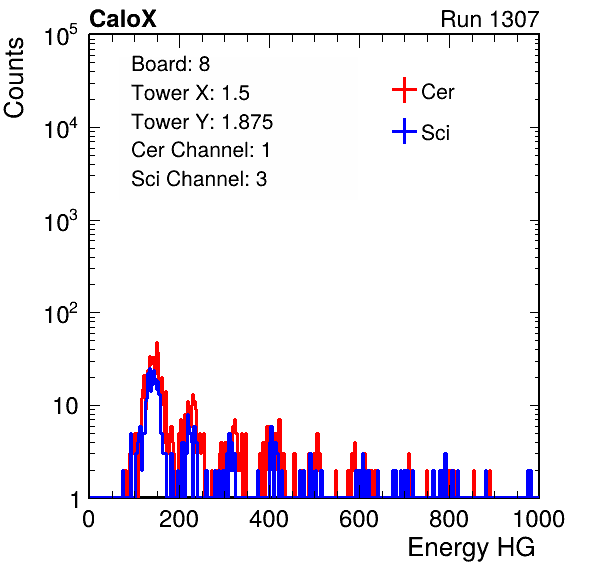 CaloX Run 1307
Counts
10^5
10^4
10^3
10^2
10
1
Board: 8
Tower X: 1.5
Tower Y: 1.875
Cer Channel: 1
Sci Channel: 3
Cer
Sci
0 200 400 600 800 1000
Energy HG